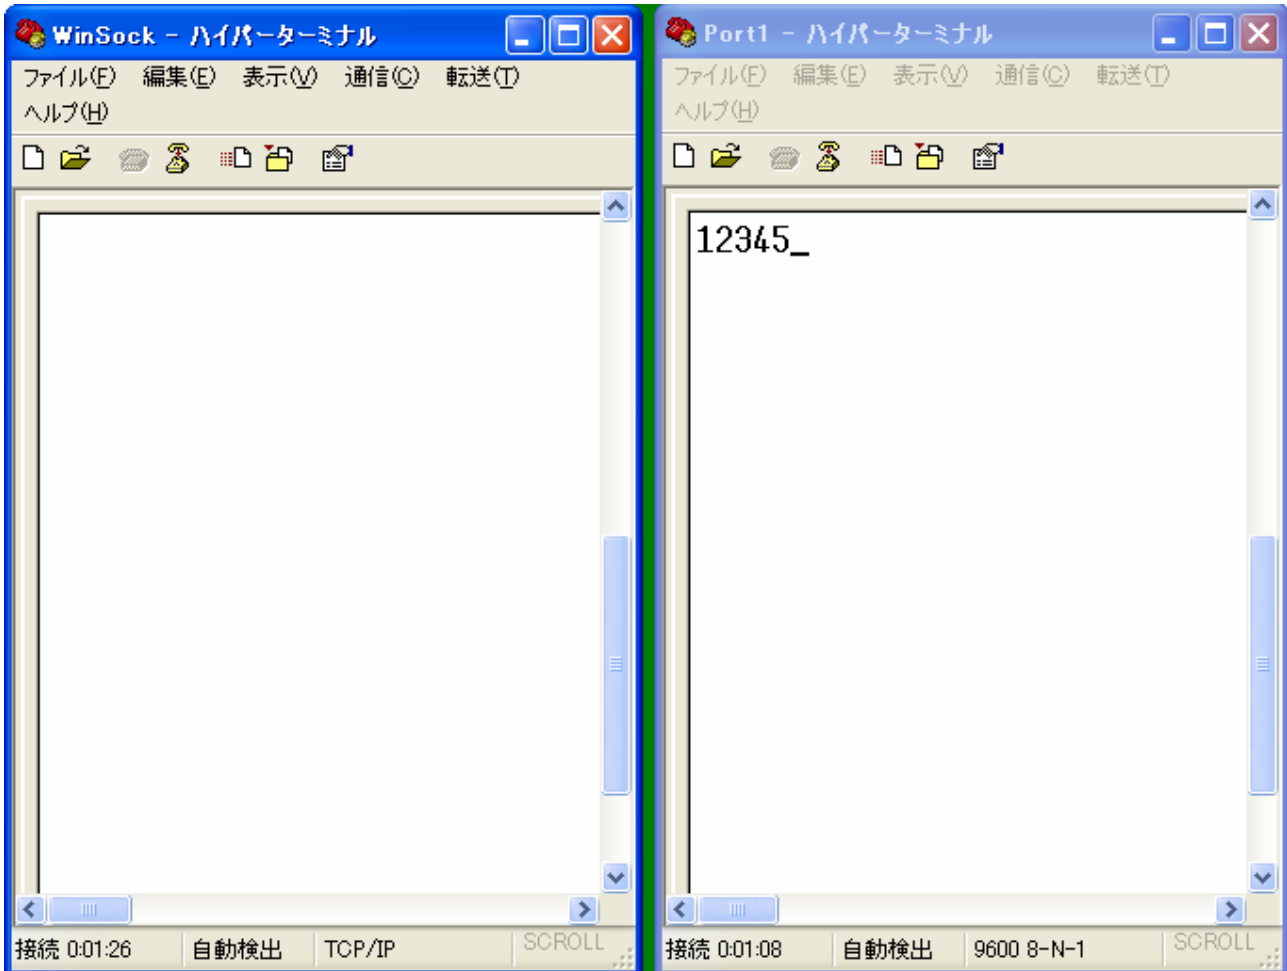 WinSock - ハイパーターミナル
ファイル(F) 編集(E) 表示(V) 通信(C) 転送(T)
ヘルプ(H)
接続 0:01:26 自動検出 TCP/IP SCROLL
Port1 - ハイパーターミナル
ファイル(F) 編集(E) 表示(V) 通信(C) 転送(T)
ヘルプ(H)
12345_
接続 0:01:08 自動検出 9600 8-N-1 SCROLL